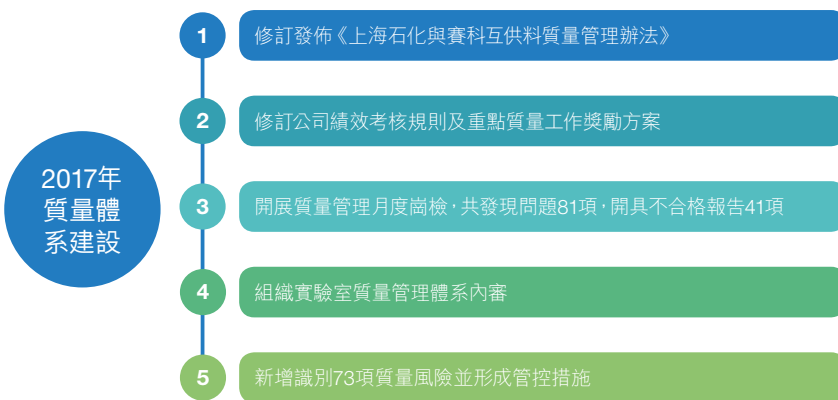 2017年
質量體
系建設
1
修訂發佈《上海石化與賽科互供料質量管理辦法》
2
修訂公司績效考核規則及重點質量工作獎勵方案
3
開展質量管理月度崗檢，共發現問題81項，開具不合格報告41項
4
組織實驗室質量管理體系內審
5
新增識別73項質量風險並形成管控措施